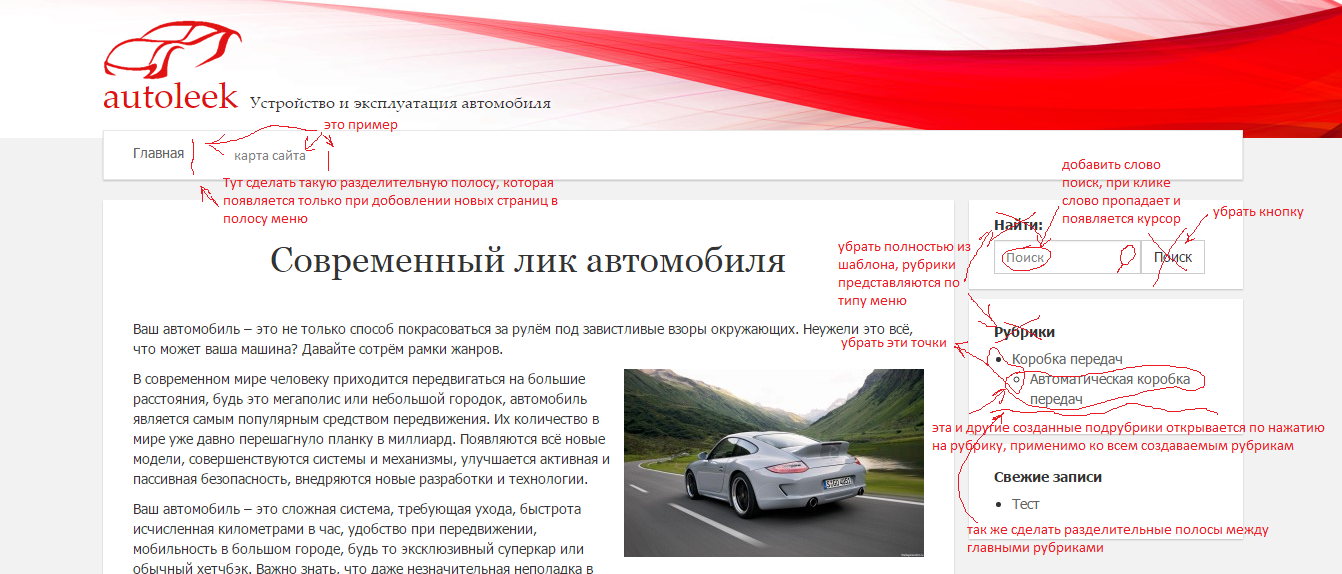 autoleek Устройство и эксплуатация автомобиля
это пример
Главная
карта сайта
Тут сделать такую разделительную полосу, которая
появляется только при добовлении новых страниц в
полосу меню
добавить слово
поиск, при клике
слово пропадает и
появляется курсор
убрать кнопку
Найти:
Поиск
Поиск
убрать полностью из
шаблона, рубрики
представляются по
типу меню
Современный лик автомобиля
Ваш автомобиль – это не только способ покрасоваться за рулём под завистливые взоры окружающих. Неужели это всё,
что может ваша машина? Давайте сотрём рамки жанров.
убрать эти точки
Рубрики
Коробка передач
Автоматическая коробка
передач
В современном мире человеку приходится передвигаться на большие
расстояния, будь это мегаполис или небольшой городок, автомобиль
является самым популярным средством передвижения. Их количество в
мире уже давно перешагнуло планку в миллиард. Появляются всё новые
модели, совершенствуются системы и механизмы, улучшается активная и
пассивная безопасность, внедряются новые разработки и технологии.
эта и другие созданные подрубрики открывается по нажатию
на рубрику, применимо ко всем создаваемым рубрикам
Свежие записи
Тест
так же сделать разделительные полосы между
главными рубриками
Ваш автомобиль – это сложная система, требующая ухода, быстрота
исчисленная километрами в час, удобство при передвижении,
мобильность в большом городе, будь то эксклюзивный суперкар или
обычный хетчбэк. Важно знать, что даже незначительная неполадка в